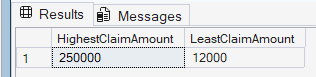 Results Messages
HighestClaimAmount LeastClaimAmount
1 250000 12000